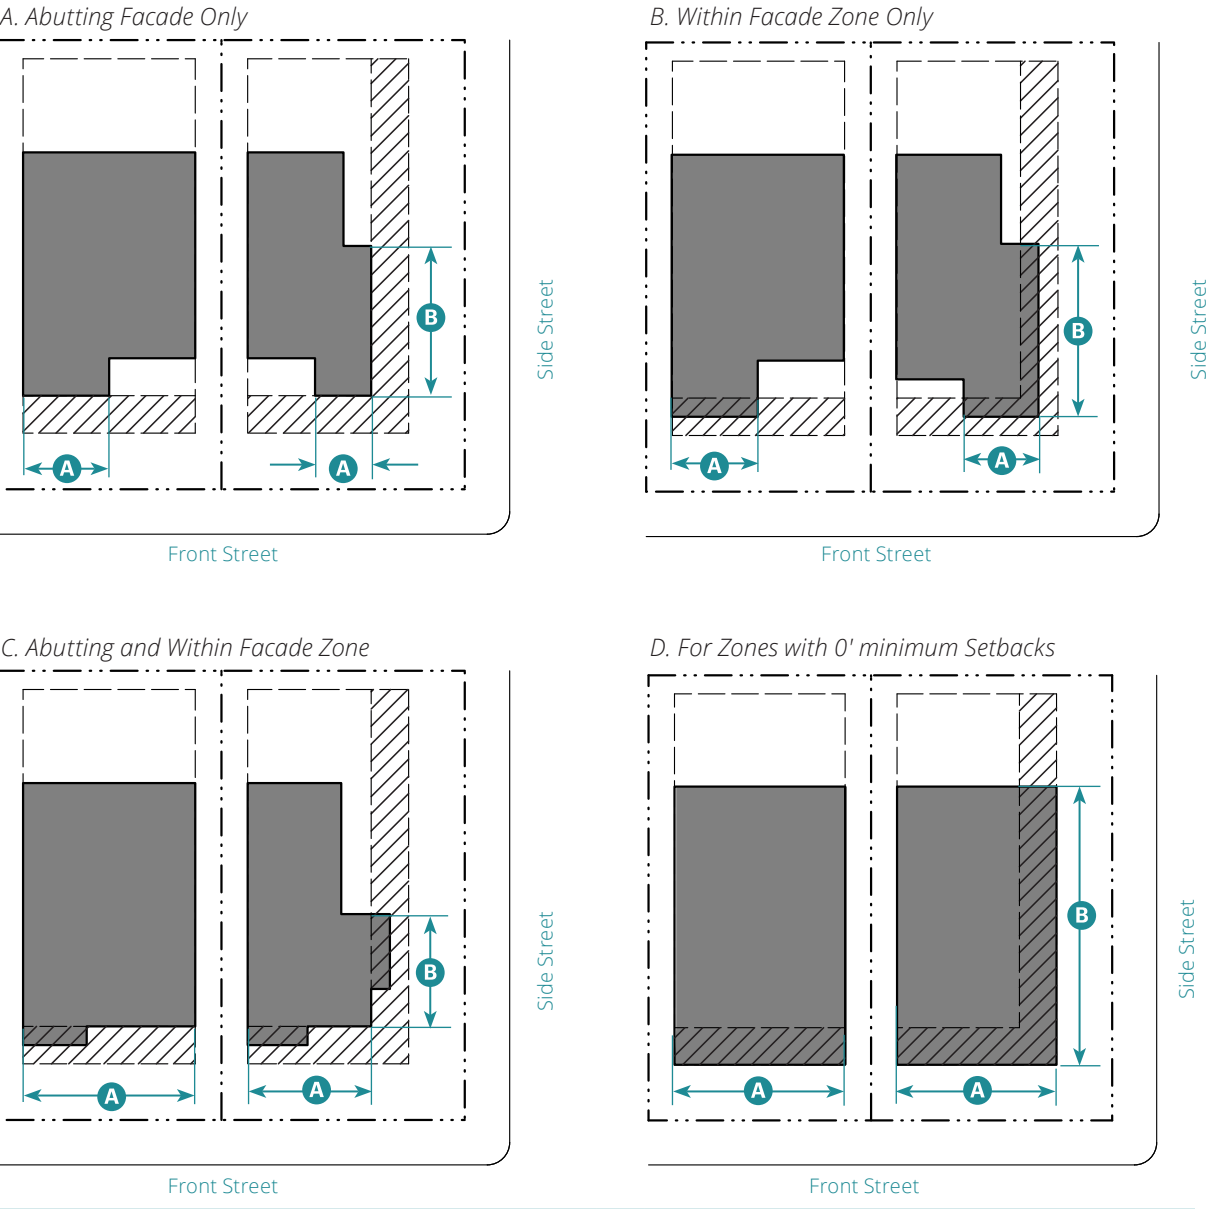 A. Abutting Facade Only
B
Side Street
A
A
Front Street
B. Within Facade Zone Only
B
Side Street
A
A
Front Street
C. Abutting and Within Facade Zone
B
Side Street
A
A
Front Street
D. For Zones with 0' minimum Setbacks
B
Side Street
A
A
Front Street